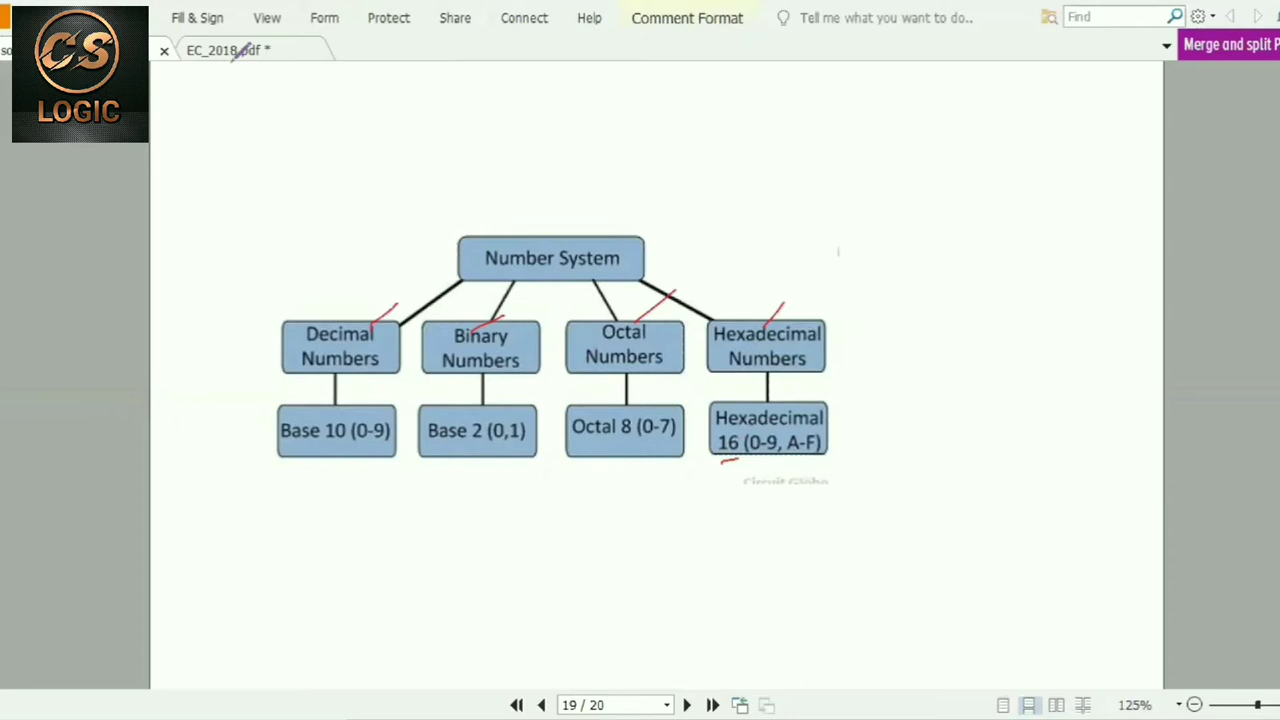 Fill & Sign View Form Protect Share Connect Help Comment Format Tell me what you want to do.. Find
CS
LOGIC
EC_2018.pdf *
Merge and split P
Number System
Decimal
Numbers
Binary
Numbers
Octal
Numbers
Hexadecimal
Numbers
Base 10 (0-9)
Base 2 (0,1)
Octal 8 (0-7)
Hexadecimal
16 (0-9, A-F)
Circuit Globe
19 / 20
125%